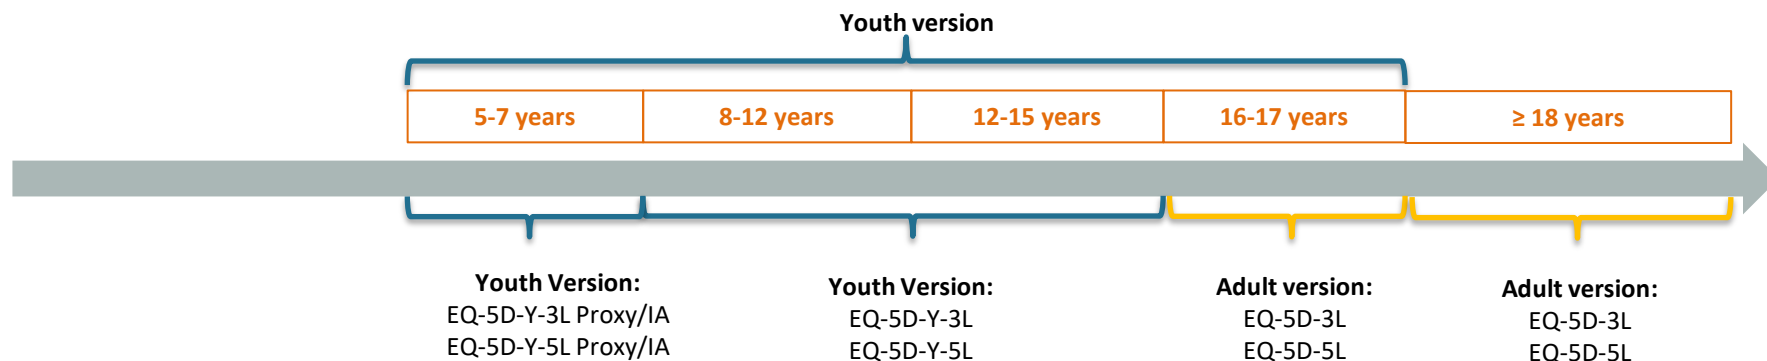 Youth version
5-7 years
8-12 years
12-15 years
16-17 years
≥ 18 years
Youth Version:
EQ-5D-Y-3L Proxy/IA
EQ-5D-Y-5L Proxy/IA
Youth Version:
EQ-5D-Y-3L
EQ-5D-Y-5L
Adult version:
EQ-5D-3L
EQ-5D-5L
Adult version:
EQ-5D-3L
EQ-5D-5L